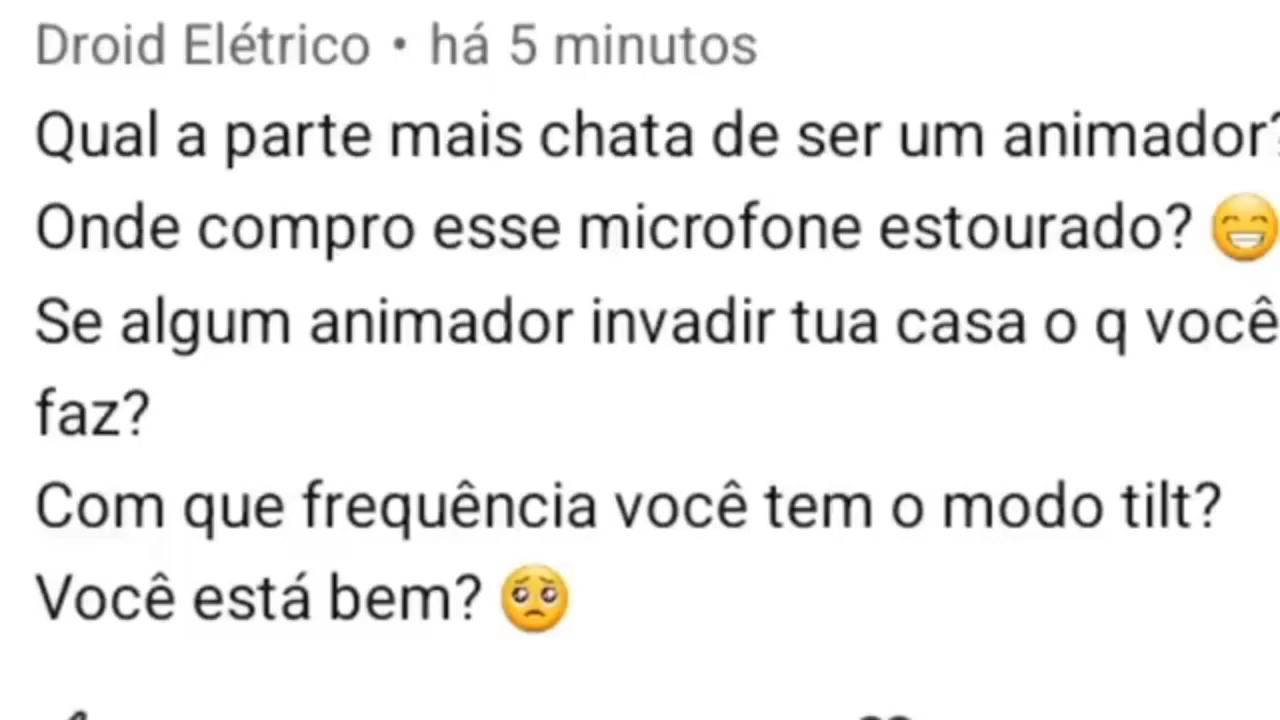 Droid Elétrico • há 5 minutos
Qual a parte mais chata de ser um animador?
Onde compro esse microfone estourado? 😁
Se algum animador invadir tua casa o q você
faz?
Com que frequência você tem o modo tilt?
Você está bem? 🥺